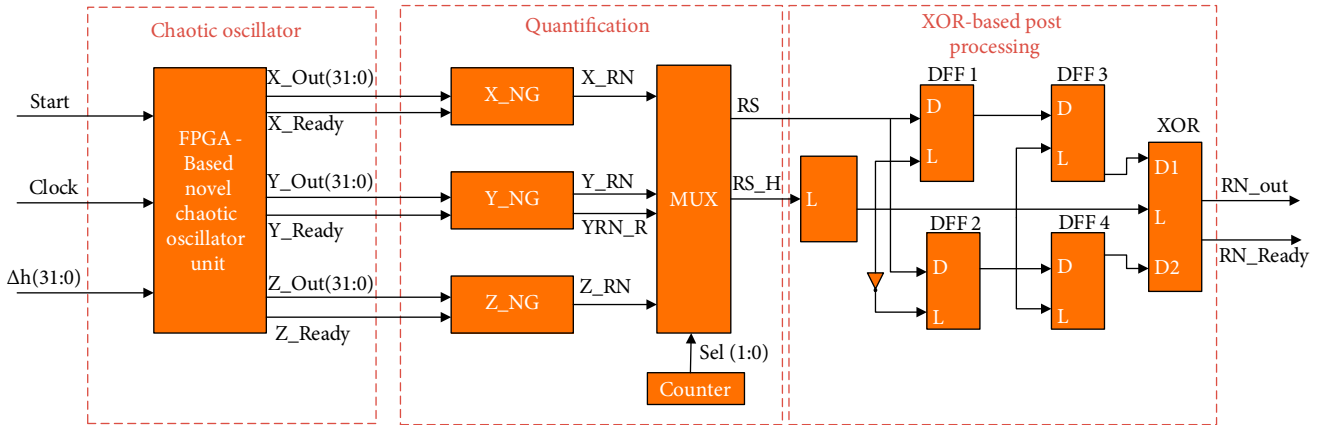 Chaotic oscillator
Start
Clock
Δh(31:0)
FPGA -
Based
novel
chaotic
oscillator
unit
X_Out(31:0)
X_Ready
Y_Out(31:0)
Y_Ready
Z_Out(31:0)
Z_Ready
Quantification
X_NG
Y_NG
Z_NG
X_RN
Y_RN
YRN_R
Z_RN
MUX
Sel (1:0)
Counter
RS
RS_H
XOR-based post
processing
L
DFF 1
D
L
DFF 2
D
L
DFF 3
D
L
DFF 4
D
L
XOR
D1
L
D2
RN_out
RN_Ready